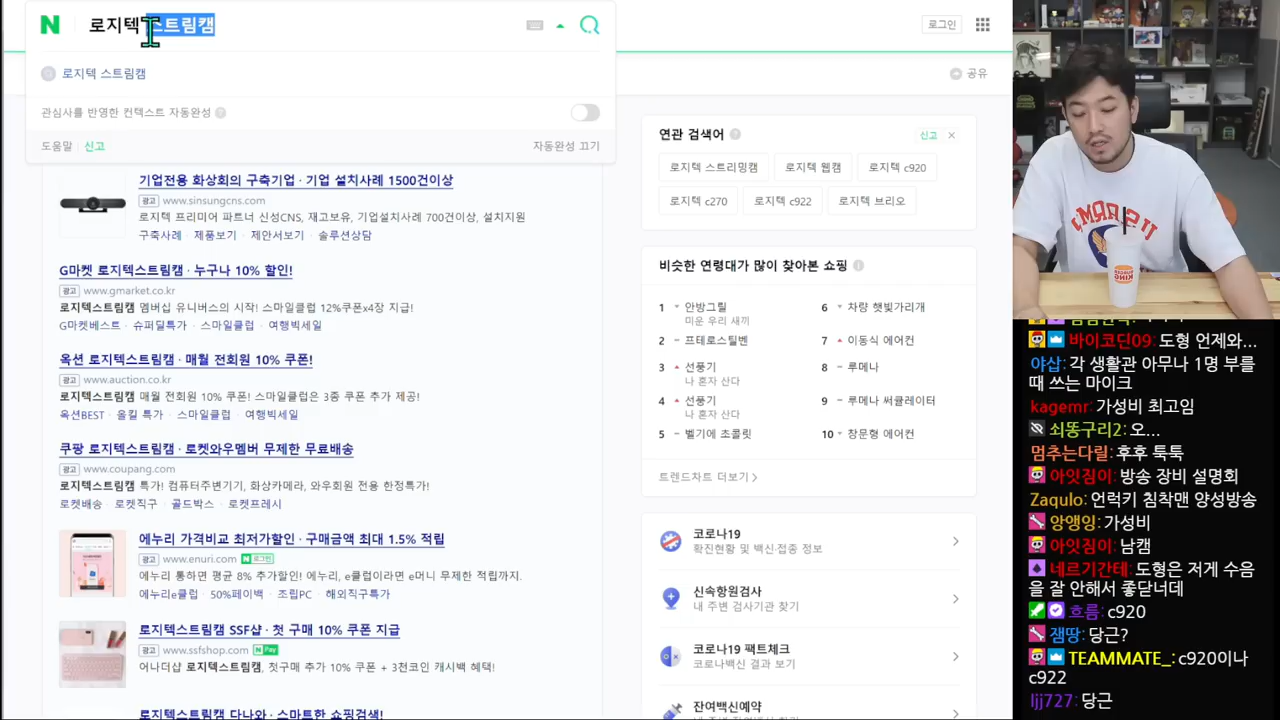 N 로지텍 스트림캠
로그인
로지텍 스트림캠
공유
관심사를 반영한 컨텍스트 자동완성
도움말 신고
자동완성 끄기
기업전용 화상회의 구축기업 · 기업 설치사례 1500건이상
광고 www.sinsungcns.com
로지텍 프리미어 파트너 신성CNS, 재고보유, 기업설치사례 700건이상, 설치지원
구축사례 · 제품보기 · 제안서보기 · 솔루션상담
G마켓 로지텍스트림캠 · 누구나 10% 할인!
광고 www.gmarket.co.kr
로지텍스트림캠 멤버십 유니버스의 시작! 스마일클럽 12%쿠폰x4장 지급!
G마켓베스트 · 슈퍼딜특가 · 스마일클럽 · 여행빅세일
옥션 로지텍스트림캠 · 매월 전회원 10% 쿠폰!
광고 www.auction.co.kr
로지텍스트림캠 매월 전회원 10% 쿠폰! 스마일클럽은 3종 쿠폰 추가 제공!
옥션BEST · 올킬 특가 · 스마일클럽 · 여행빅세일
쿠팡 로지텍스트림캠 · 로켓와우멤버 무제한 무료배송
광고 www.coupang.com
로지텍스트림캠 특가! 컴퓨터주변기기, 화상카메라, 와우회원 전용 한정특가!
로켓배송 · 로켓직구 · 골드박스 · 로켓프레시
에누리 가격비교 최저가할인 · 구매금액 최대 1.5% 적립
광고 www.enuri.com N 로그인
에누리 통하면 평균 8% 추가할인! 에누리, e클럽이라면 e머니 무제한 적립까지.
에누리e클럽 · 50%페이백 · 조립PC · 해외직구특가
로지텍스트림캠 SSF샵 · 첫 구매 10% 쿠폰 지급
광고 www.ssfshop.com N Pay
어나더샵 로지텍스트림캠, 첫구매 추가 10% 쿠폰 + 3천코인 캐시백 혜택!
로지텍스트림캠 다나와 · 스마트한 쇼핑검색!
연관 검색어
신고
로지텍 스트리밍캠 로지텍 웹캠 로지텍 c920
로지텍 c270 로지텍 c922 로지텍 브리오
비슷한 연령대가 많이 찾아본 쇼핑
1 안방그릴
미운 우리 새끼
2 프테로스틸벤
3 선풍기
나 혼자 산다
4 선풍기
나 혼자 산다
5 벨기에 초콜릿
6 차량 햇빛가리개
7 이동식 에어컨
8 루메나
9 루메나 써큘레이터
10 창문형 에어컨
트렌드차트 더보기
코로나19
확진현황 및 백신·접종 정보
신속항원검사
내 주변 검사기관 찾기
코로나19 팩트체크
코로나백신 결과 보기
잔여백신예약
BURGER KING
바이코딘09: 도형 언제와...
야삽: 각 생활관 아무나 1명 부를
때 쓰는 마이크
kagemr: 가성비 최고임
쇠똥구리2: 오...
멈추는다릴: 후후 툭툭
아잇짐이: 방송 장비 설명회
Zaqulo: 언럭키 침착맨 양성방송
앙앵잉: 가성비
아잇짐이: 남캠
네르기간테: 도형은 저게 수음
을 잘 안해서 좋닫너데
흐름: c920
잼땅: 당근?
TEAMMATE_: c920이나
c922
ljj727: 당근